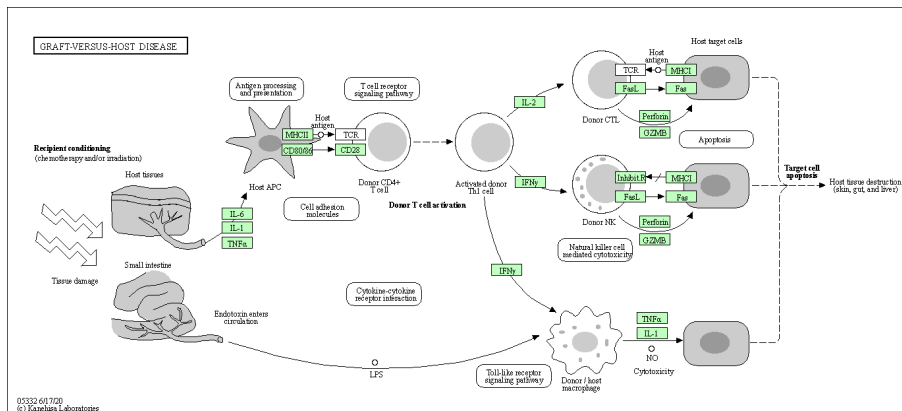 GRAFT-VERSUS-HOST DISEASE
Recipient conditioning
(chemotherapy and/or irradiation)
Host tissues
Tissue damage
Small intestine
Endotoxin enters
circulation
IL-6
IL-1
TNFα
Antigen processing
and presentation
T cell receptor
signaling pathway
Host
antigen
MHCII
TCR
CD80/86
CD28
Host APC
Donor CD4+
T cell
Cell adhesion
molecules
Donor T cell activation
Cytokine-cytokine
receptor interaction
Activated donor
Th1 cell
IL-2
IFNγ
IFNγ
LPS
Host target cells
Host
antigen
TCR
MHCI
FasL
Fas
Donor CTL
Perforin
GZMB
Apoptosis
Inhibit.R
MHCI
FasL
Fas
Donor NK
Perforin
GZMB
Natural killer cell
mediated cytotoxicity
Target cell
apoptosis
Host tissue destruction
(skin, gut, and liver)
Toll-like receptor
signaling pathway
Donor / host
macrophage
TNFα
IL-1
NO
Cytotoxicity
05332 6/17/20
(c) Kanehisa Laboratories